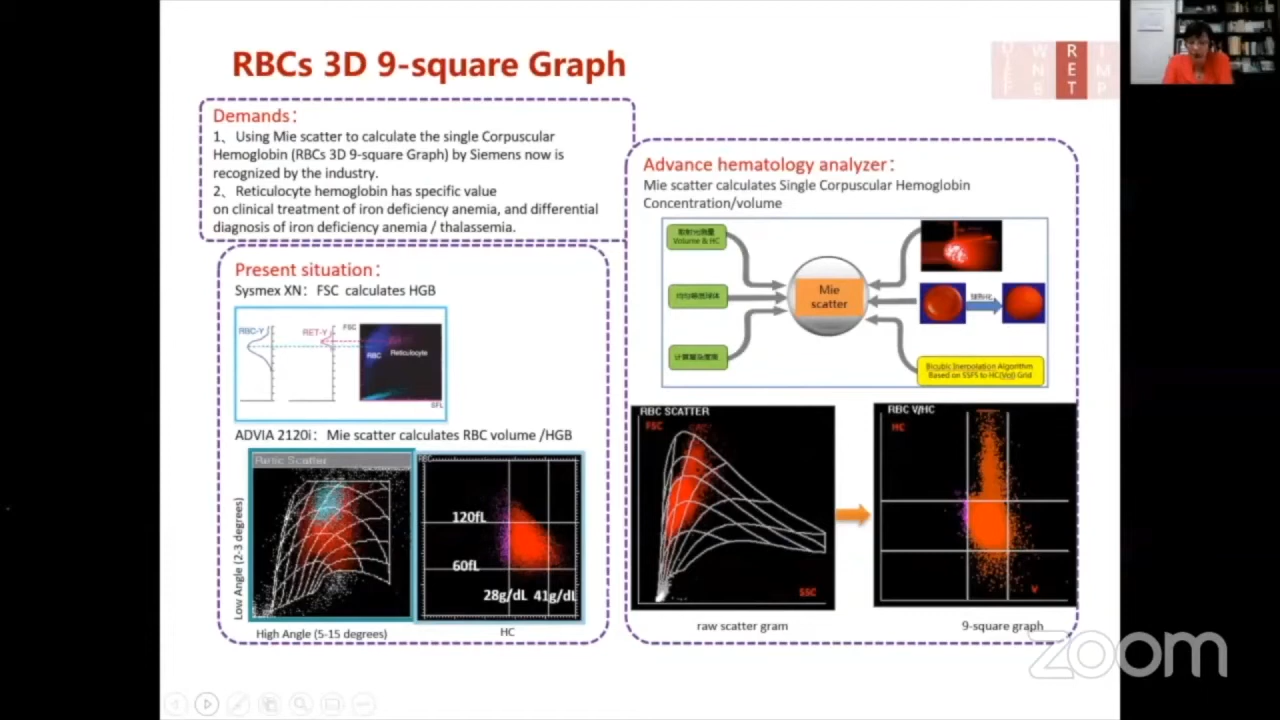 RBCs 3D 9-square Graph
R
E
T
Demands:
1、 Using Mie scatter to calculate the single Corpuscular
Hemoglobin (RBCs 3D 9-square Graph) by Siemens now is
recognized by the industry.
2、 Reticulocyte hemoglobin has specific value
on clinical treatment of iron deficiency anemia, and differential
diagnosis of iron deficiency anemia / thalassemia.
Present situation:
Sysmex XN: FSC calculates HGB
RBC-Y
RET-Y
FSC
RBC
Reticulocyte
SFL
ADVIA 2120i: Mie scatter calculates RBC volume /HGB
Retic Scatter
Low Angle (2-3 degrees)
High Angle (5-15 degrees)
120fL
60fL
28g/dL 41g/dL
HC
Advance hematology analyzer:
Mie scatter calculates Single Corpuscular Hemoglobin
Concentration/volume
Volume & HC
Mie
scatter
球形化
Bicubic Inerpolation Algorithm
Based on SSFS to HC(Vol) Grid
RBC SCATTER
FSC
SSC
raw scatter gram
RBC V/HC
HC
V
9-square graph
zoom